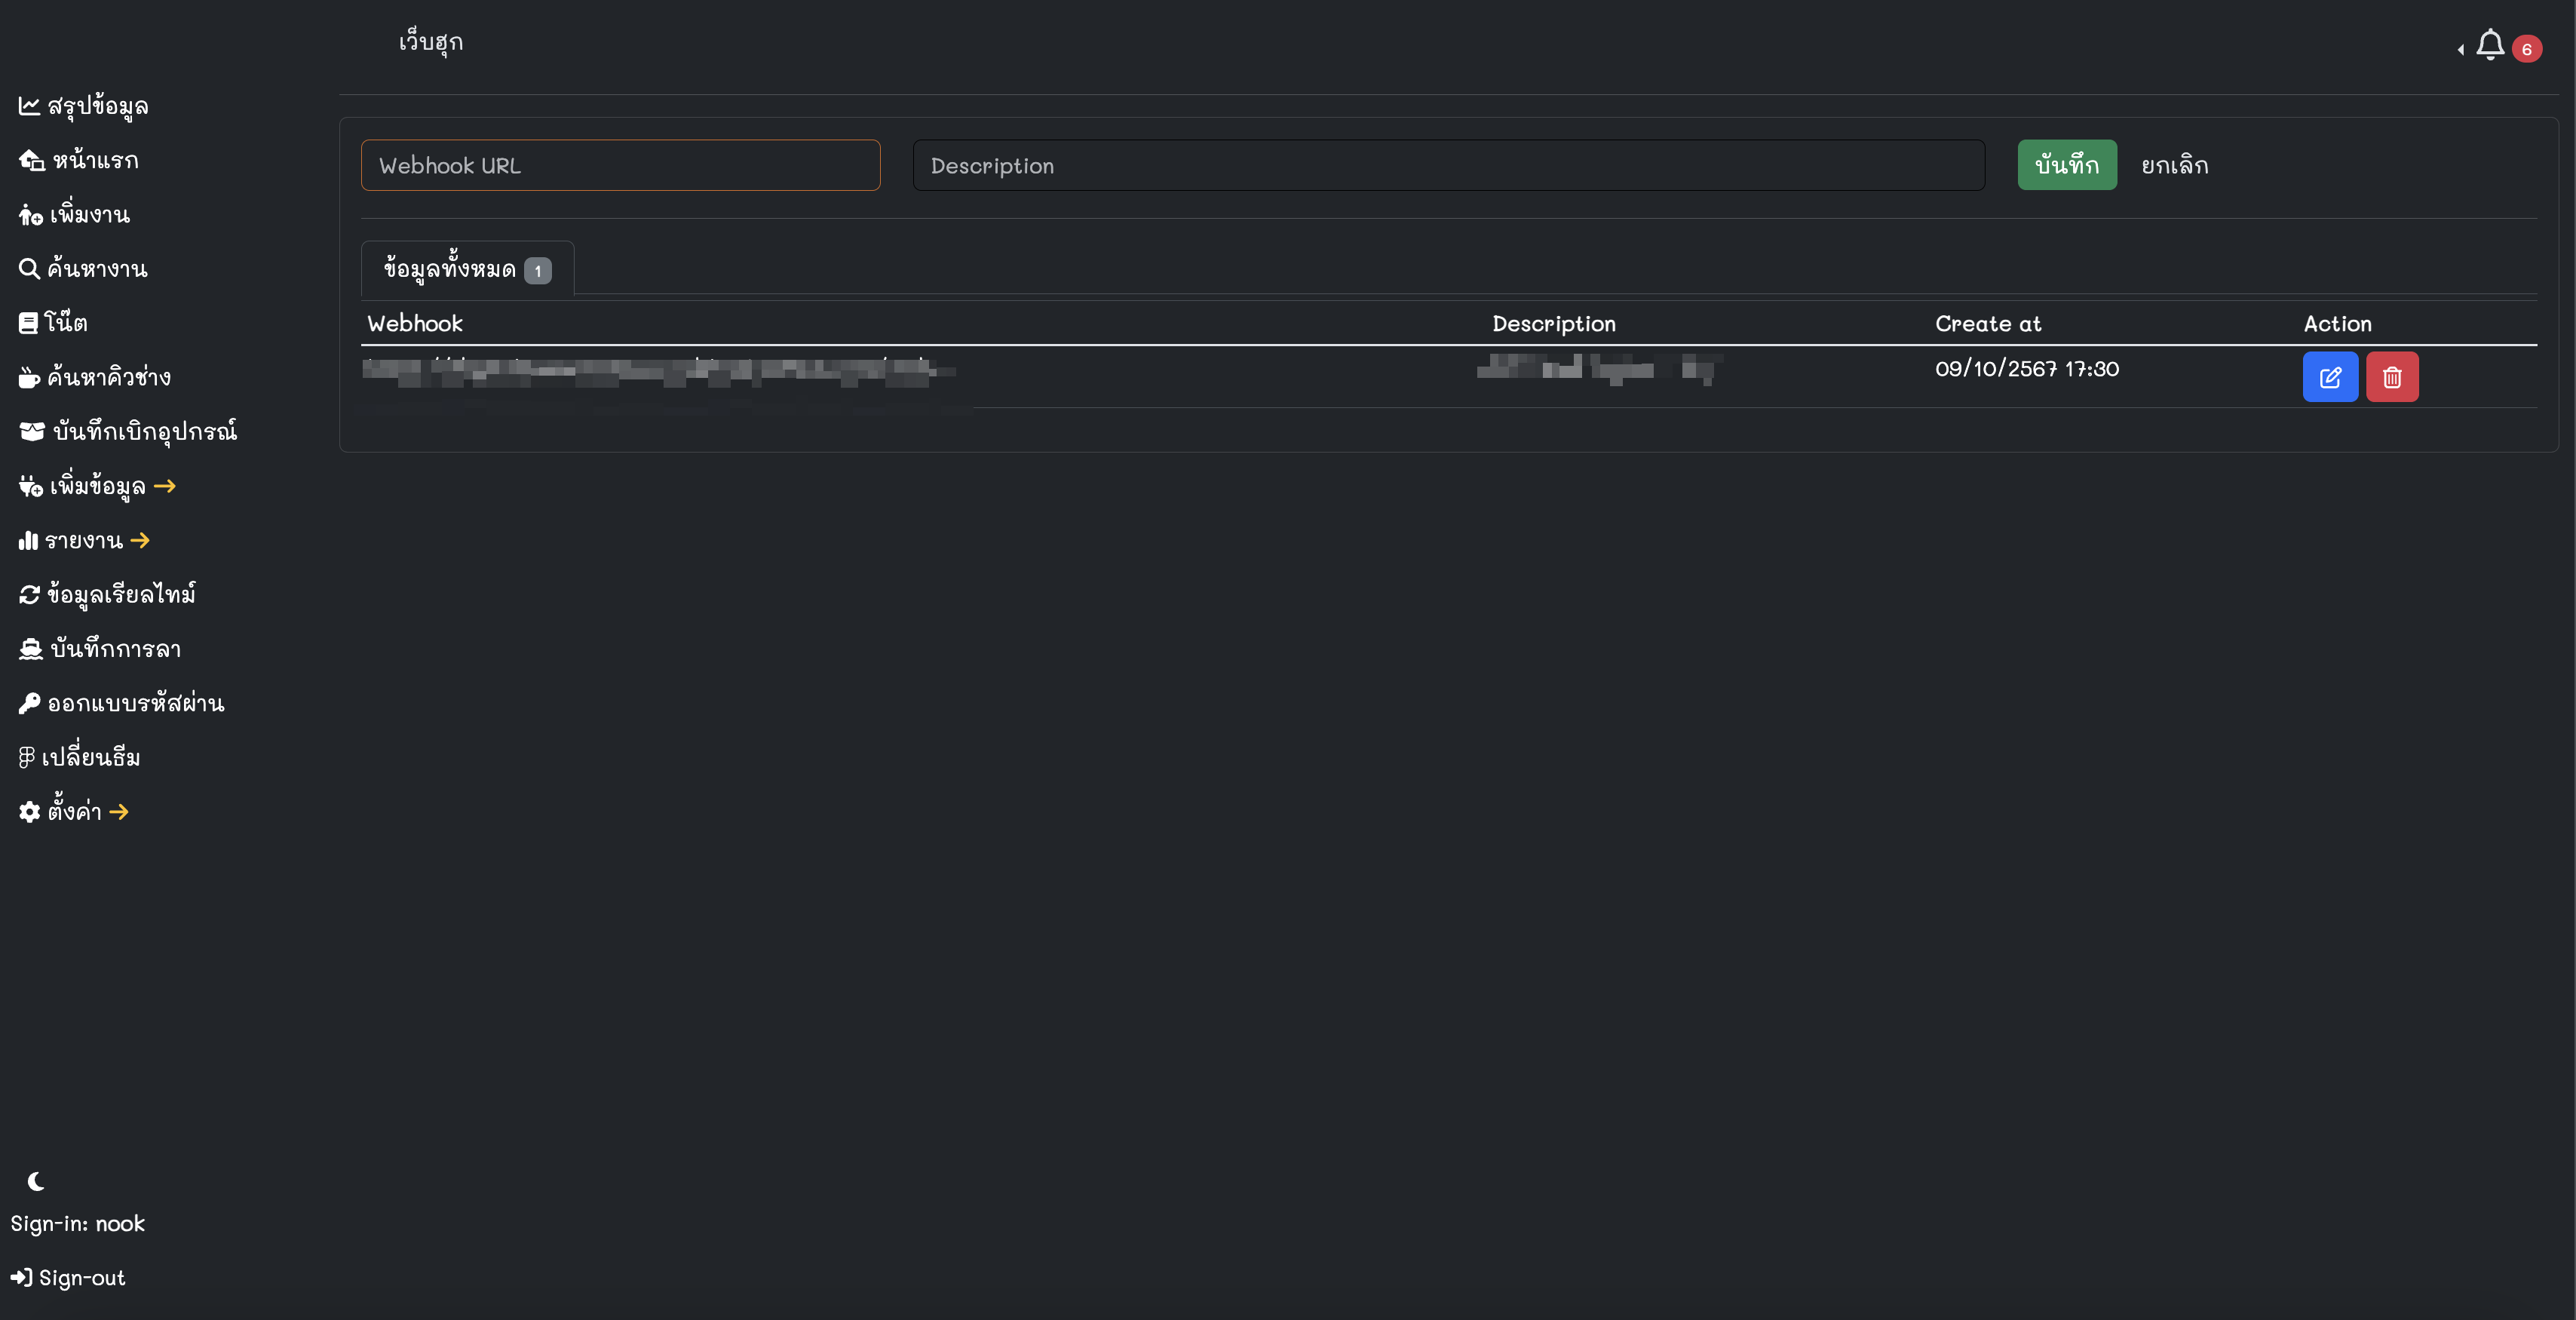 เว็บฮุก
6
สรุปข้อมูล
หน้าแรก
เพิ่มงาน
ค้นหางาน
โน๊ต
ค้นหาคิวช่าง
บันทึกเบิกอุปกรณ์
เพิ่มข้อมูล
รายงาน
ข้อมูลเรียลไทม์
บันทึกการลา
ออกแบบรหัสผ่าน
เปลี่ยนธีม
ตั้งค่า
Sign-in: nook
Sign-out
Webhook URL
Description
บันทึก
ยกเลิก
ข้อมูลทั้งหมด 1
Webhook Description Create at Action
09/10/2567 17:30